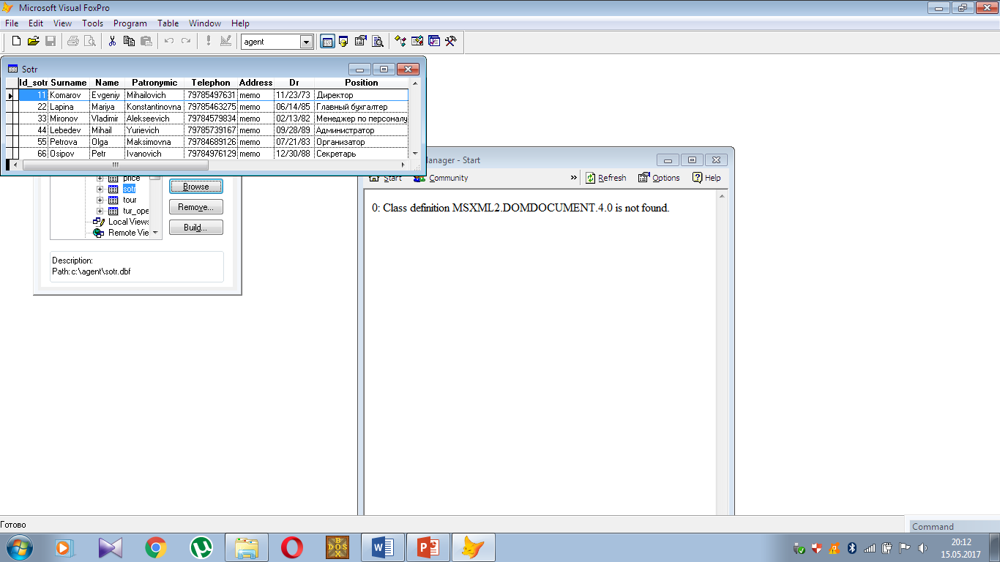 Microsoft Visual FoxPro
File Edit View Tools Program Table Window Help
agent
Sotr
Id_sotr Surname Name Patronymic Telephon Address Dr Position
11 Komarov Evgeniy Mihailovich 79785497631 memo 11/23/73 Директор
22 Lapina Mariya Konstantinovna 79785463275 memo 06/14/85 Главный бухгалтер
33 Mironov Vladimir Alekseevich 79784579834 memo 02/13/82 Менеджер по персоналу
44 Lebedev Mihail Yurievich 79785739167 memo 09/28/89 Администратор
55 Petrova Olga Maksimovna 79784689126 memo 07/21/83 Организатор
66 Osipov Petr Ivanovich 79784976129 memo 12/30/88 Секретарь
anager - Start
Start Community » Refresh Options Help
0: Class definition MSXML2.DOMDOCUMENT.4.0 is not found.
price
sotr
tour
tur_ope
Local Views
Remote Vie
Browse
Remove...
Build...
Description:
Path: c:\agent\sotr.dbf
Готово
Command
BOX
DOS
W
P
20:12
15.05.2017